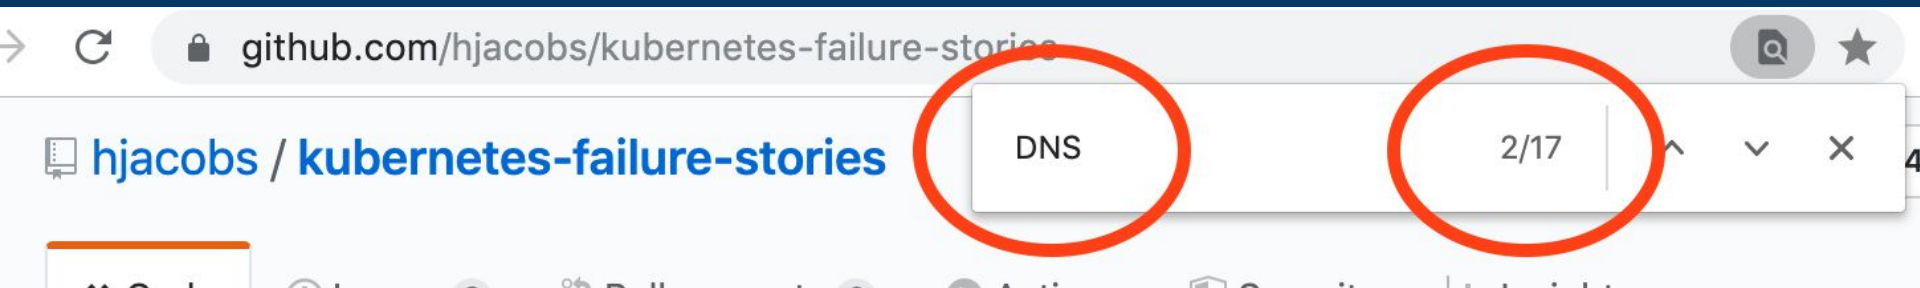 github.com/hjacobs/kubernetes-failure-stories
hjacobs / kubernetes-failure-stories
DNS 2/17